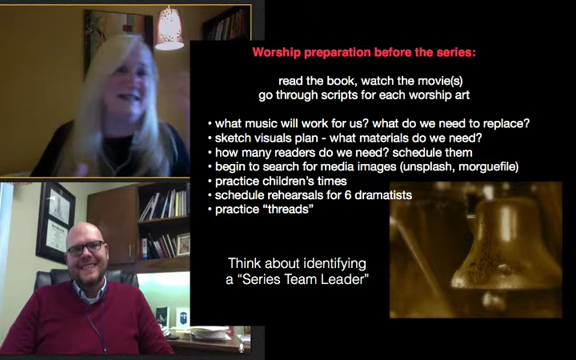 Worship preparation before the series:
read the book, watch the movie(s)
go through scripts for each worship art
• what music will work for us? what do we need to replace?
• sketch visuals plan - what materials do we need?
• how many readers do we need? schedule them
• begin to search for media images (unsplash, morguefile)
• practice children's times
• schedule rehearsals for 6 dramatists
• practice “threads”
Think about identifying
a “Series Team Leader”